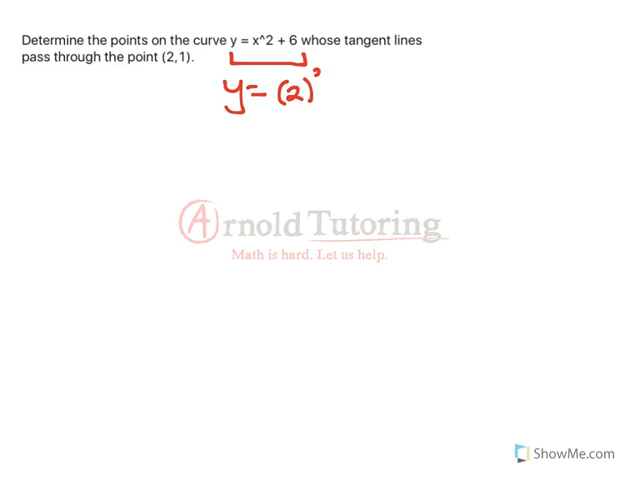 Determine the points on the curve y = x^2 + 6 whose tangent lines
pass through the point (2,1).
y = (2)
Arnold Tutoring
Math is hard. Let us help.
ShowMe.com